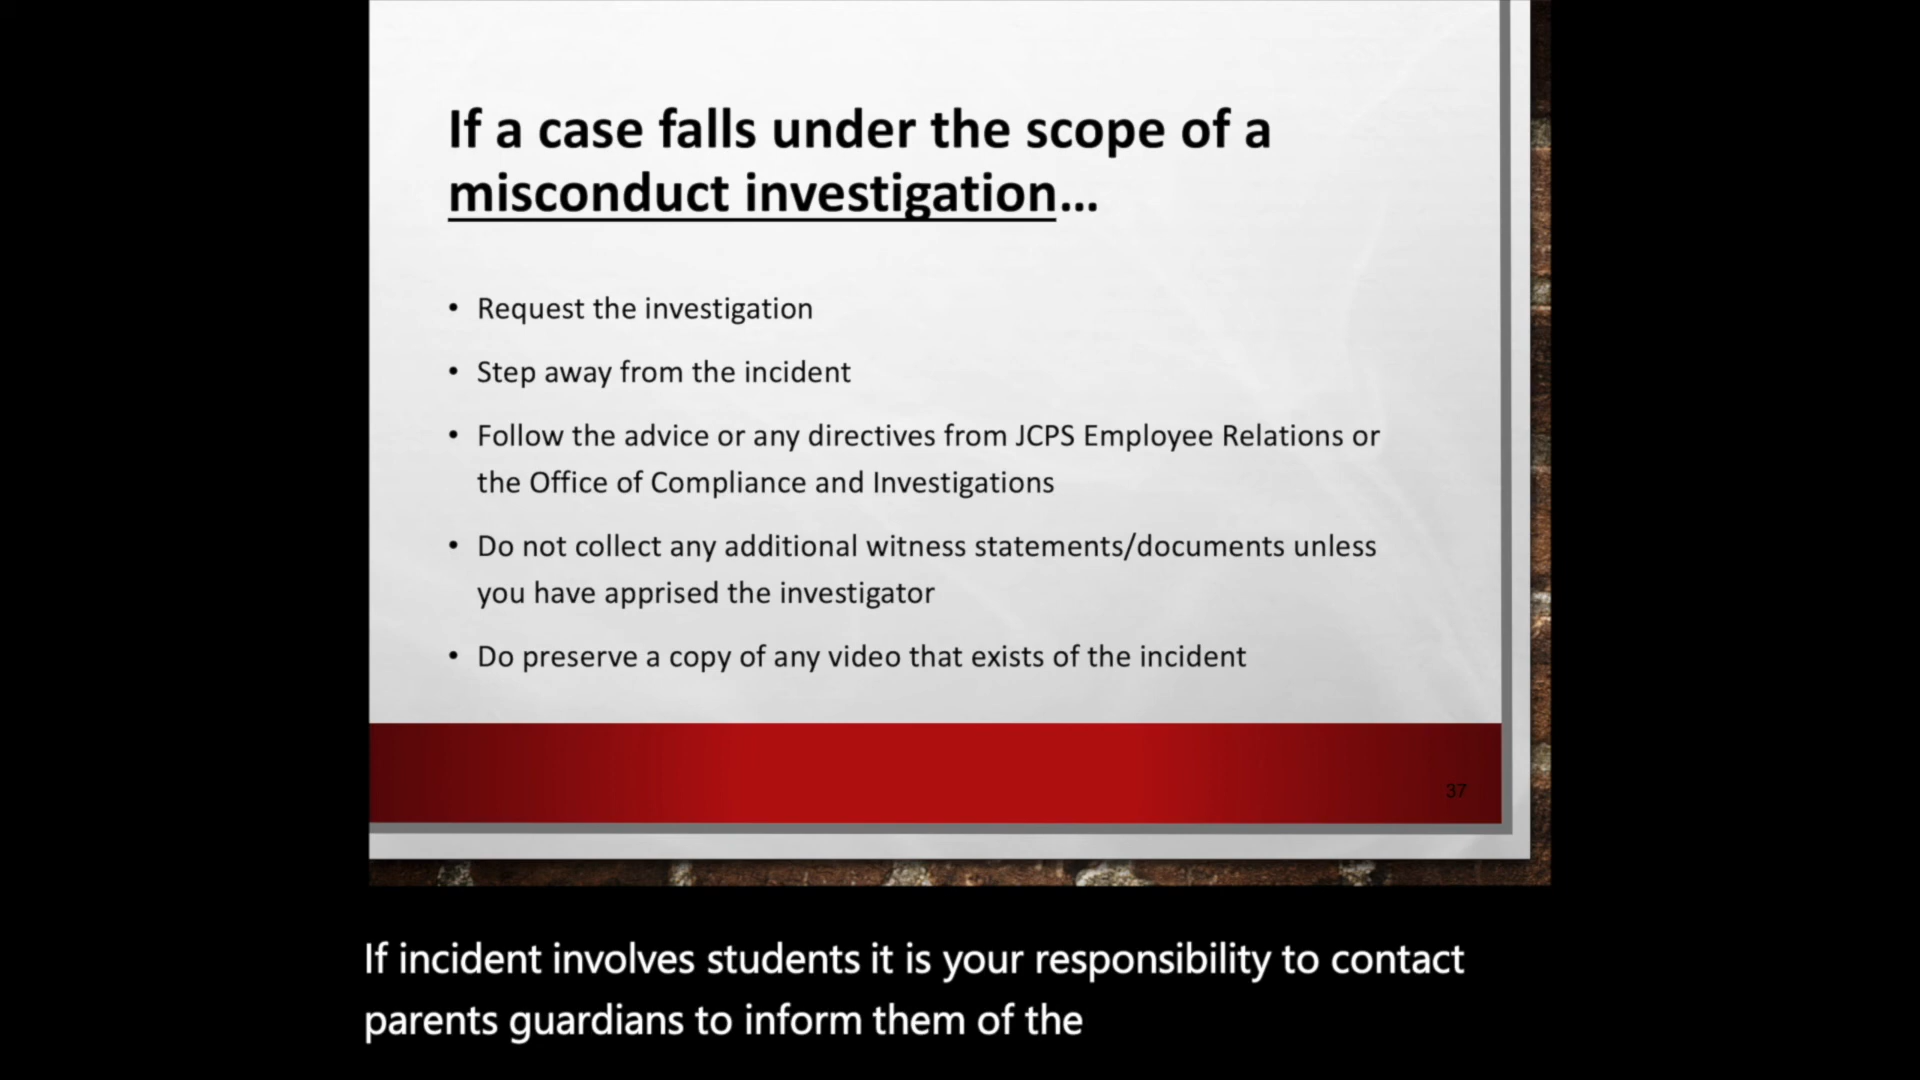 If a case falls under the scope of a
misconduct investigation...
• Request the investigation
• Step away from the incident
• Follow the advice or any directives from JCPS Employee Relations or
the Office of Compliance and Investigations
• Do not collect any additional witness statements/documents unless
you have apprised the investigator
• Do preserve a copy of any video that exists of the incident
37
If incident involves students it is your responsibility to contact
parents guardians to inform them of the